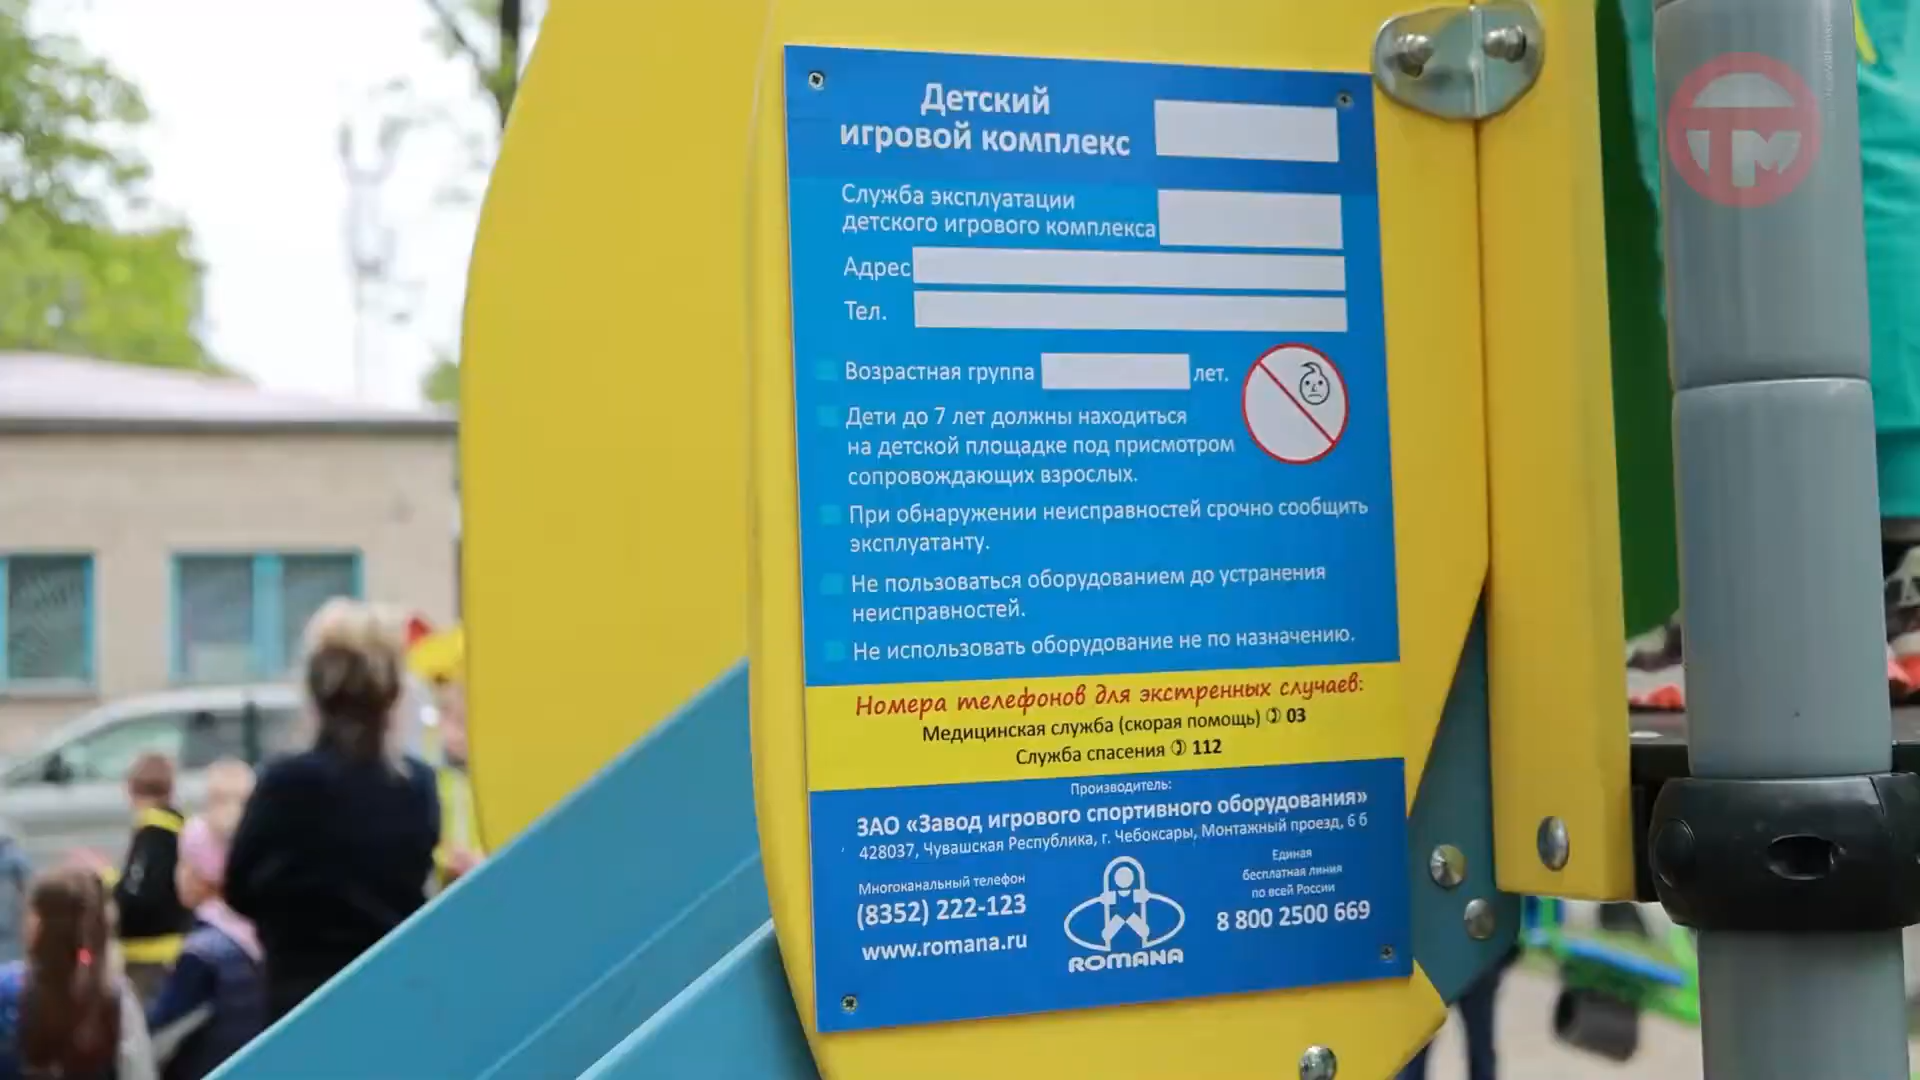 Детский
игровой комплекс
Служба эксплуатации
детского игрового комплекса
Адрес
Тел.
Возрастная группа лет.
Дети до 7 лет должны находиться
на детской площадке под присмотром
сопровождающих взрослых.
При обнаружении неисправностей срочно сообщить
эксплуатанту.
Не пользоваться оборудованием до устранения
неисправностей.
Не использовать оборудование не по назначению.
Номера телефонов для экстренных случаев:
Медицинская служба (скорая помощь) 03
Служба спасения 112
Производитель:
ЗАО «Завод игрового спортивного оборудования»
428037, Чувашская Республика, г. Чебоксары, Монтажный проезд, 6 б
Многоканальный телефон
(8352) 222-123
www.romana.ru
ROMANA
Единая
бесплатная линия
по всей России
8 800 2500 669
ТМ